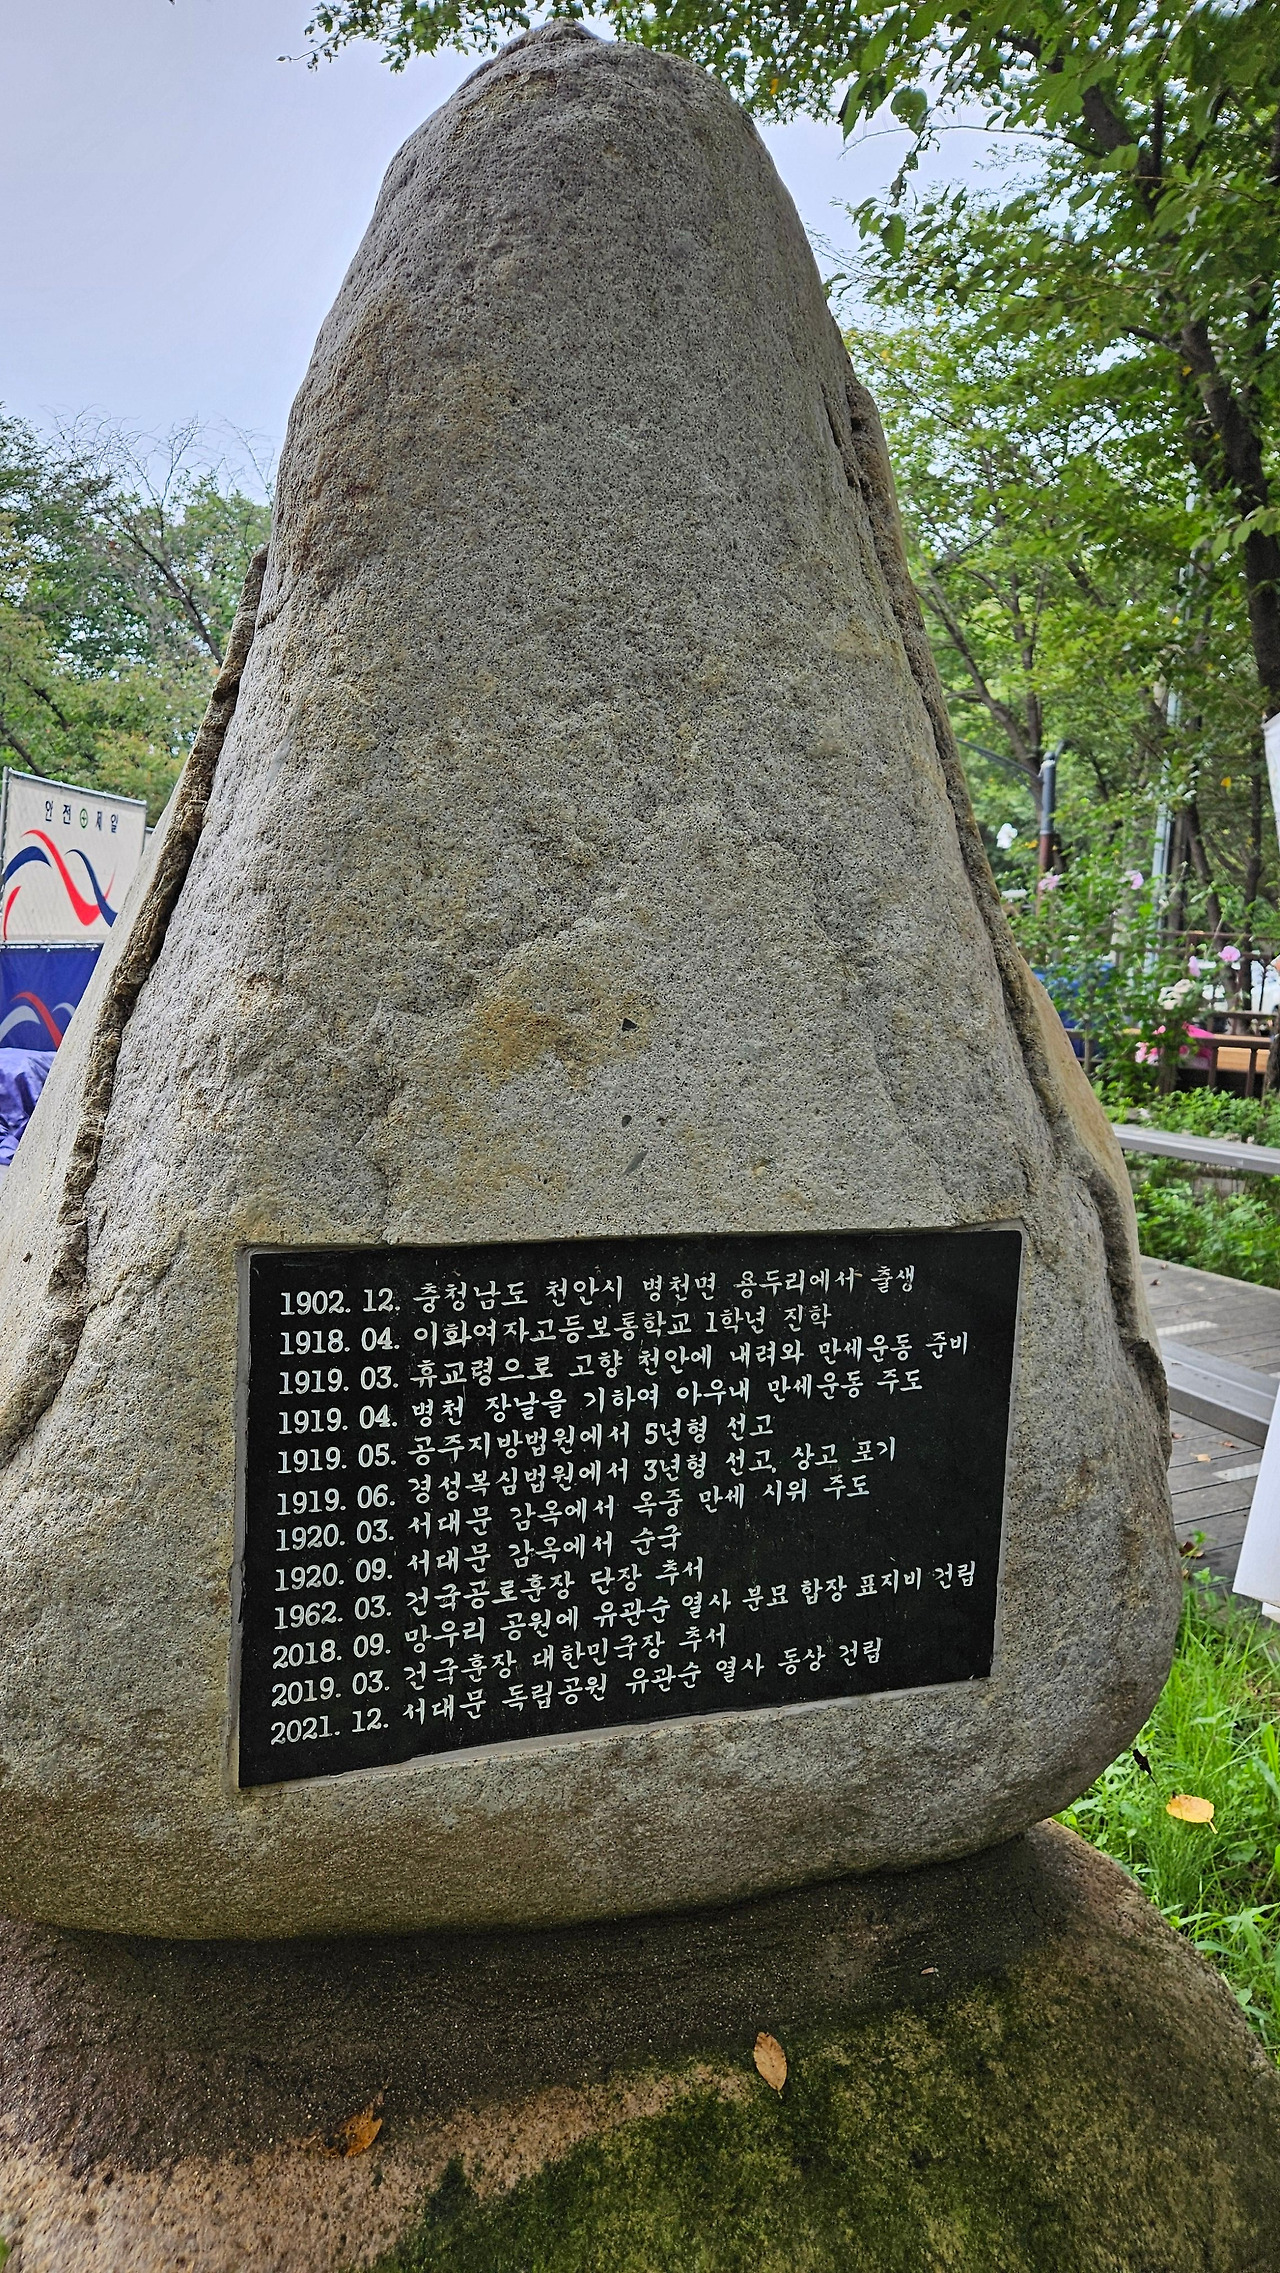 안전제일
1902. 12. 충청남도 천안시 병천면 용두리에서 출생
1918. 04. 이화여자고등보통학교 1학년 진학
1919. 03. 휴교령으로 고향 천안에 내려와 만세운동 준비
1919. 04. 병천 장날을 기하여 아우내 만세운동 주도
1919. 05. 공주지방법원에서 5년형 선고
1919. 06. 경성복심법원에서 3년형 선고, 상고 포기
1920. 03. 서대문 감옥에서 옥중 만세 시위 주도
1920. 09. 서대문 감옥에서 순국
1962. 03. 건국공로훈장 단장 추서
2018. 09. 망우리 공원에 유관순 열사 분묘 합장 표지비 건립
2019. 03. 건국훈장 대한민국장 추서
2021. 12. 서대문 독립공원 유관순 열사 동상 건립